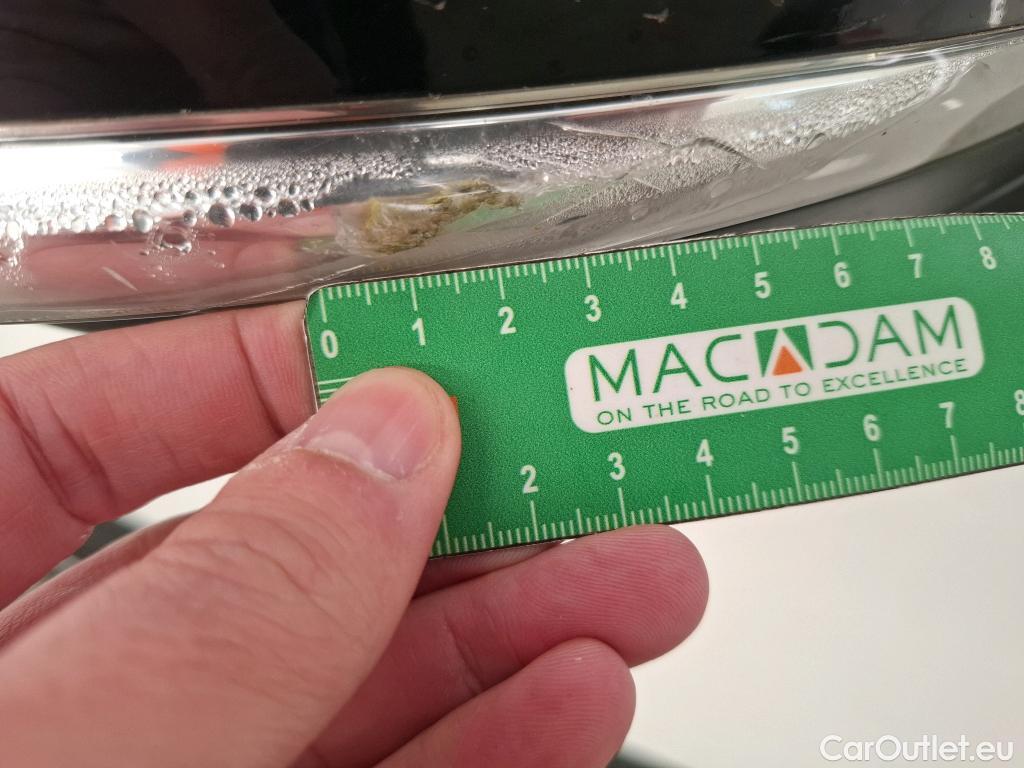 0 1 2 3 4 5 6 7 8
MACADAM
ON THE ROAD TO EXCELLENCE
2 3 4 5 6 7 8
CarOutlet.eu